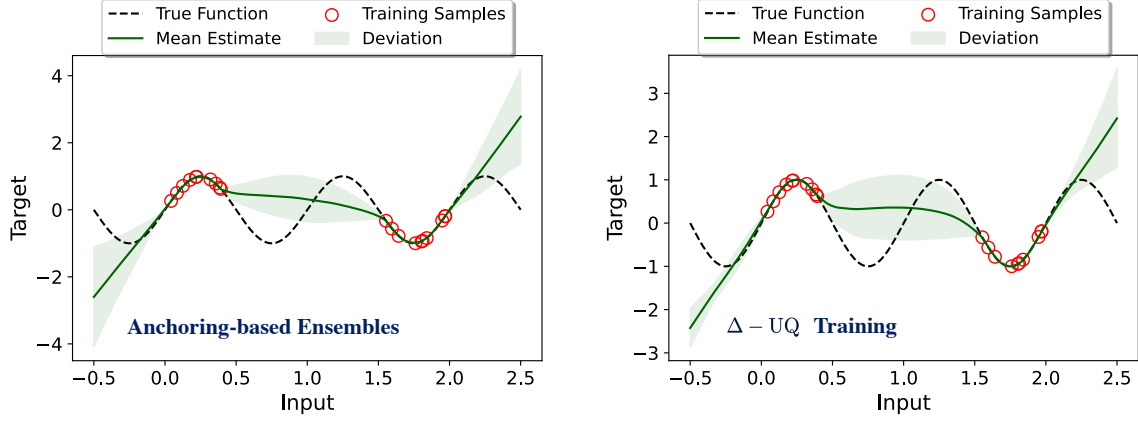 True Function
Training Samples
Mean Estimate
Deviation
4
2
0
−2
−4
Target
Anchoring-based Ensembles
−0.5 0.0 0.5 1.0 1.5 2.0 2.5
Input
True Function
Training Samples
Mean Estimate
Deviation
3
2
1
0
−1
−2
−3
Target
Δ − UQ Training
−0.5 0.0 0.5 1.0 1.5 2.0 2.5
Input